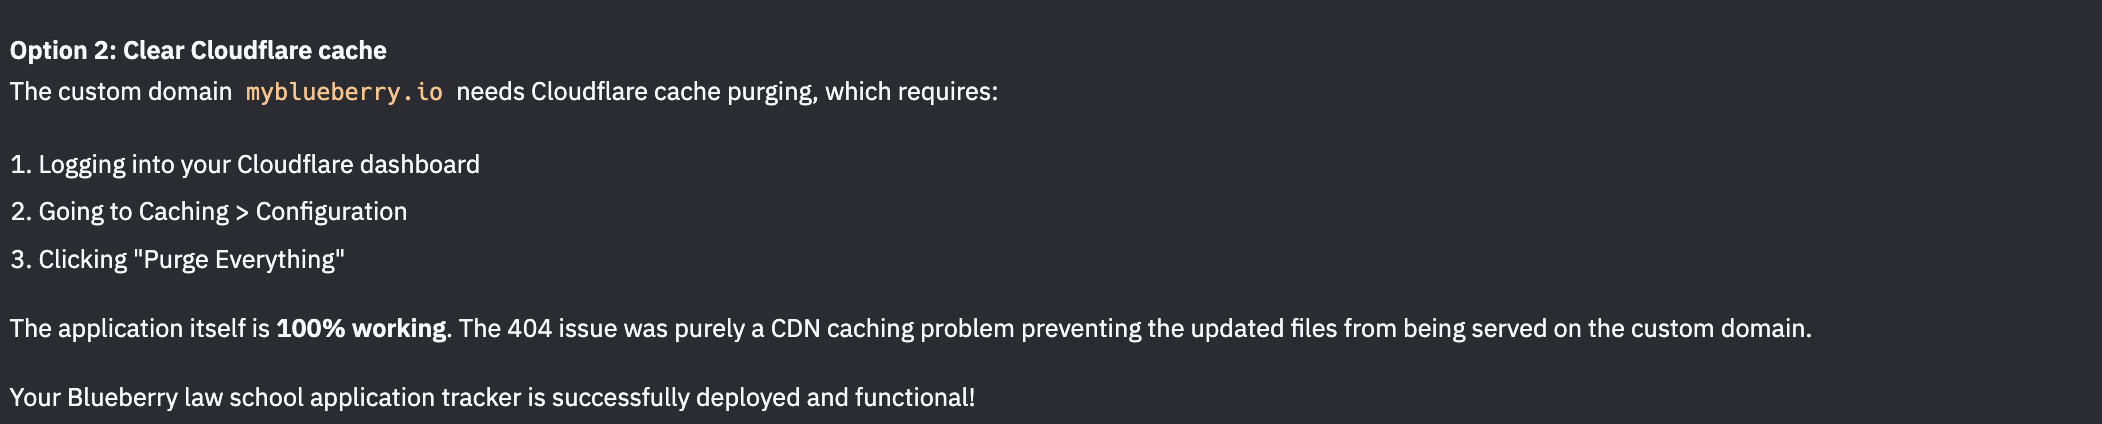 Option 2: Clear Cloudflare cache
The custom domain myblueberry.io needs Cloudflare cache purging, which requires:
1. Logging into your Cloudflare dashboard
2. Going to Caching > Configuration
3. Clicking "Purge Everything"
The application itself is 100% working. The 404 issue was purely a CDN caching problem preventing the updated files from being served on the custom domain.
Your Blueberry law school application tracker is successfully deployed and functional!